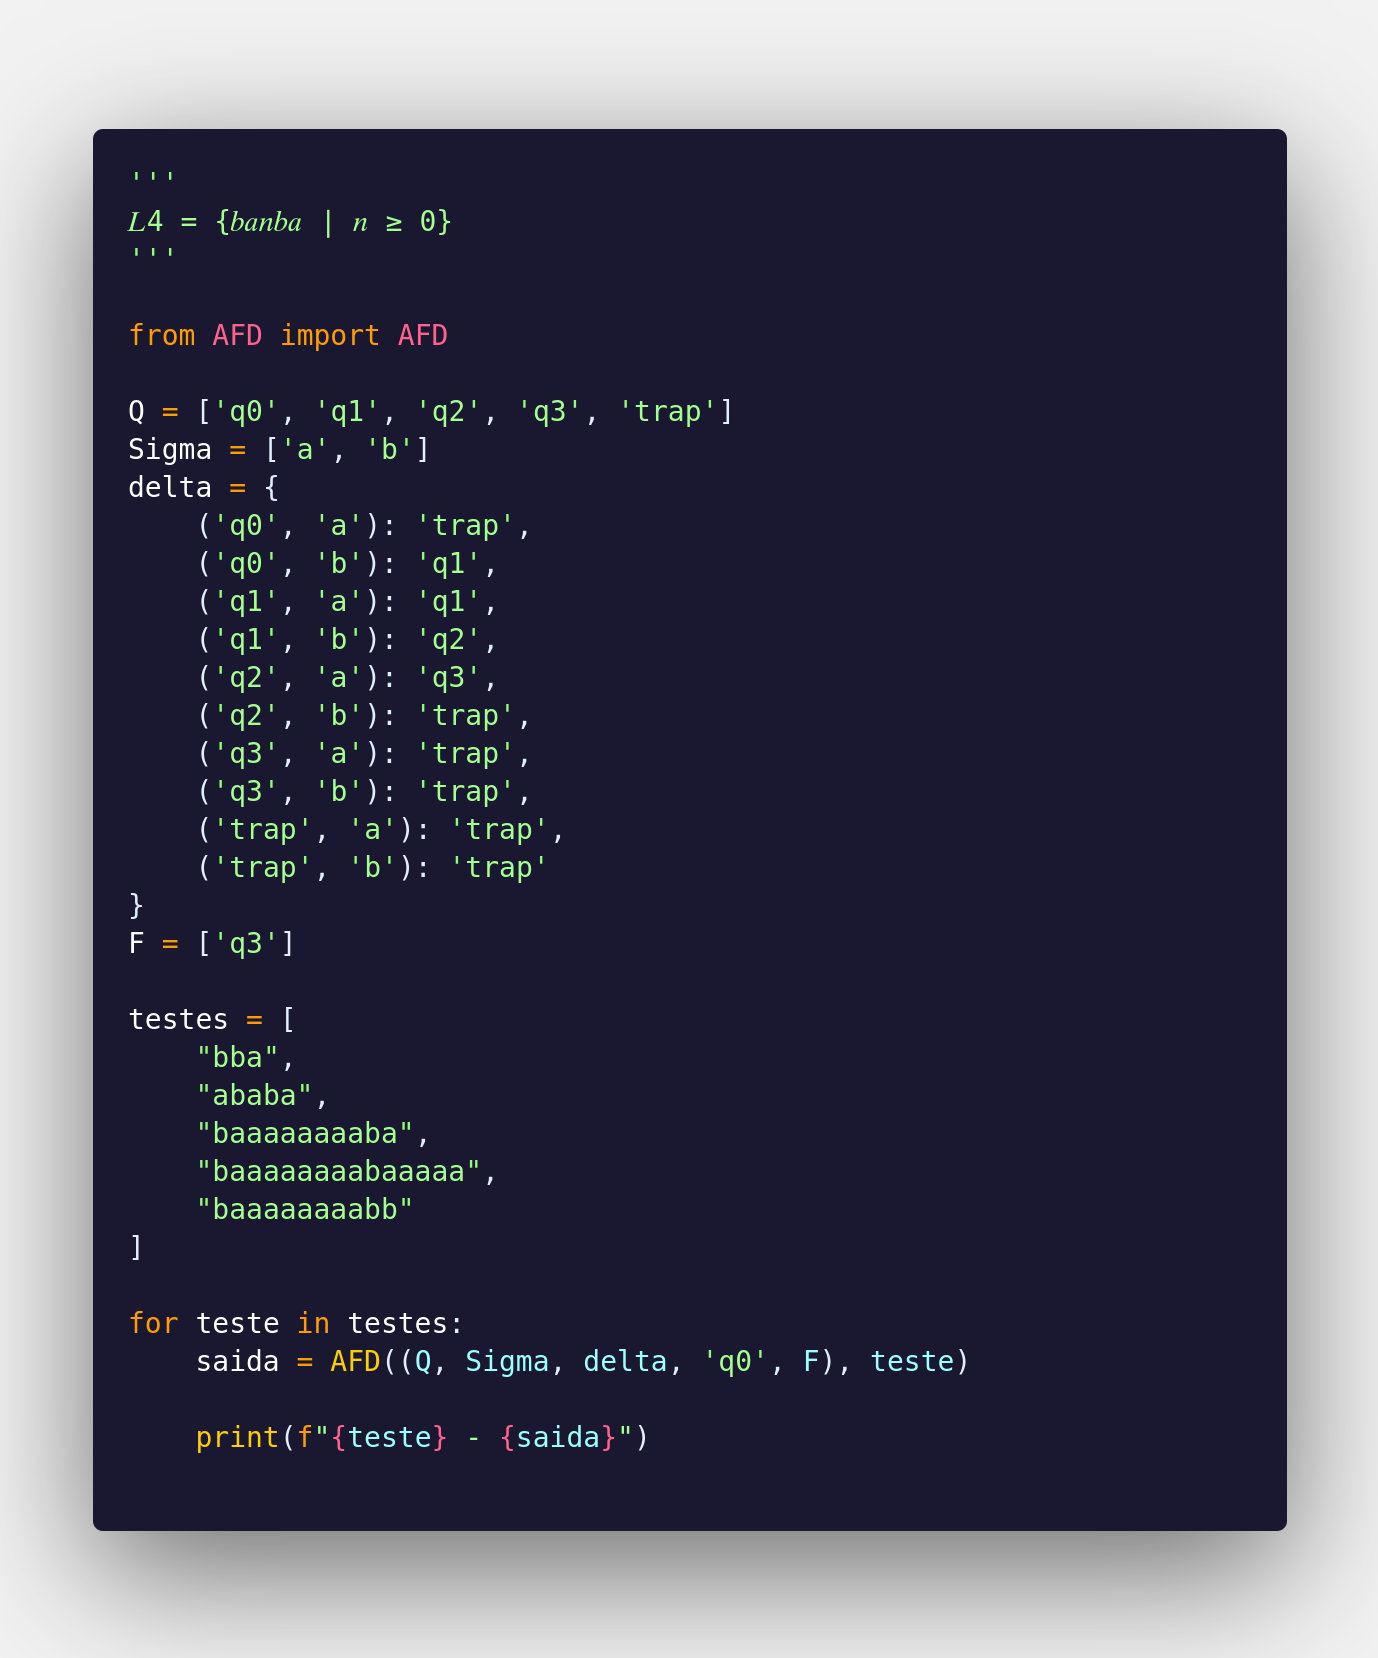 '''
𝐿4 = {𝑏𝑎𝑛𝑏𝑎 | 𝑛 ≥ 0}
'''
from AFD import AFD
Q = ['q0', 'q1', 'q2', 'q3', 'trap']
Sigma = ['a', 'b']
delta = {
    ('q0', 'a'): 'trap',
    ('q0', 'b'): 'q1',
    ('q1', 'a'): 'q1',
    ('q1', 'b'): 'q2',
    ('q2', 'a'): 'q3',
    ('q2', 'b'): 'trap',
    ('q3', 'a'): 'trap',
    ('q3', 'b'): 'trap',
    ('trap', 'a'): 'trap',
    ('trap', 'b'): 'trap'
}
F = ['q3']
testes = [
    "bba",
    "ababa",
    "baaaaaaaaba",
    "baaaaaaaabaaaaa",
    "baaaaaaaabb"
]
for teste in testes:
    saida = AFD((Q, Sigma, delta, 'q0', F), teste)
    print(f"{teste} - {saida}")